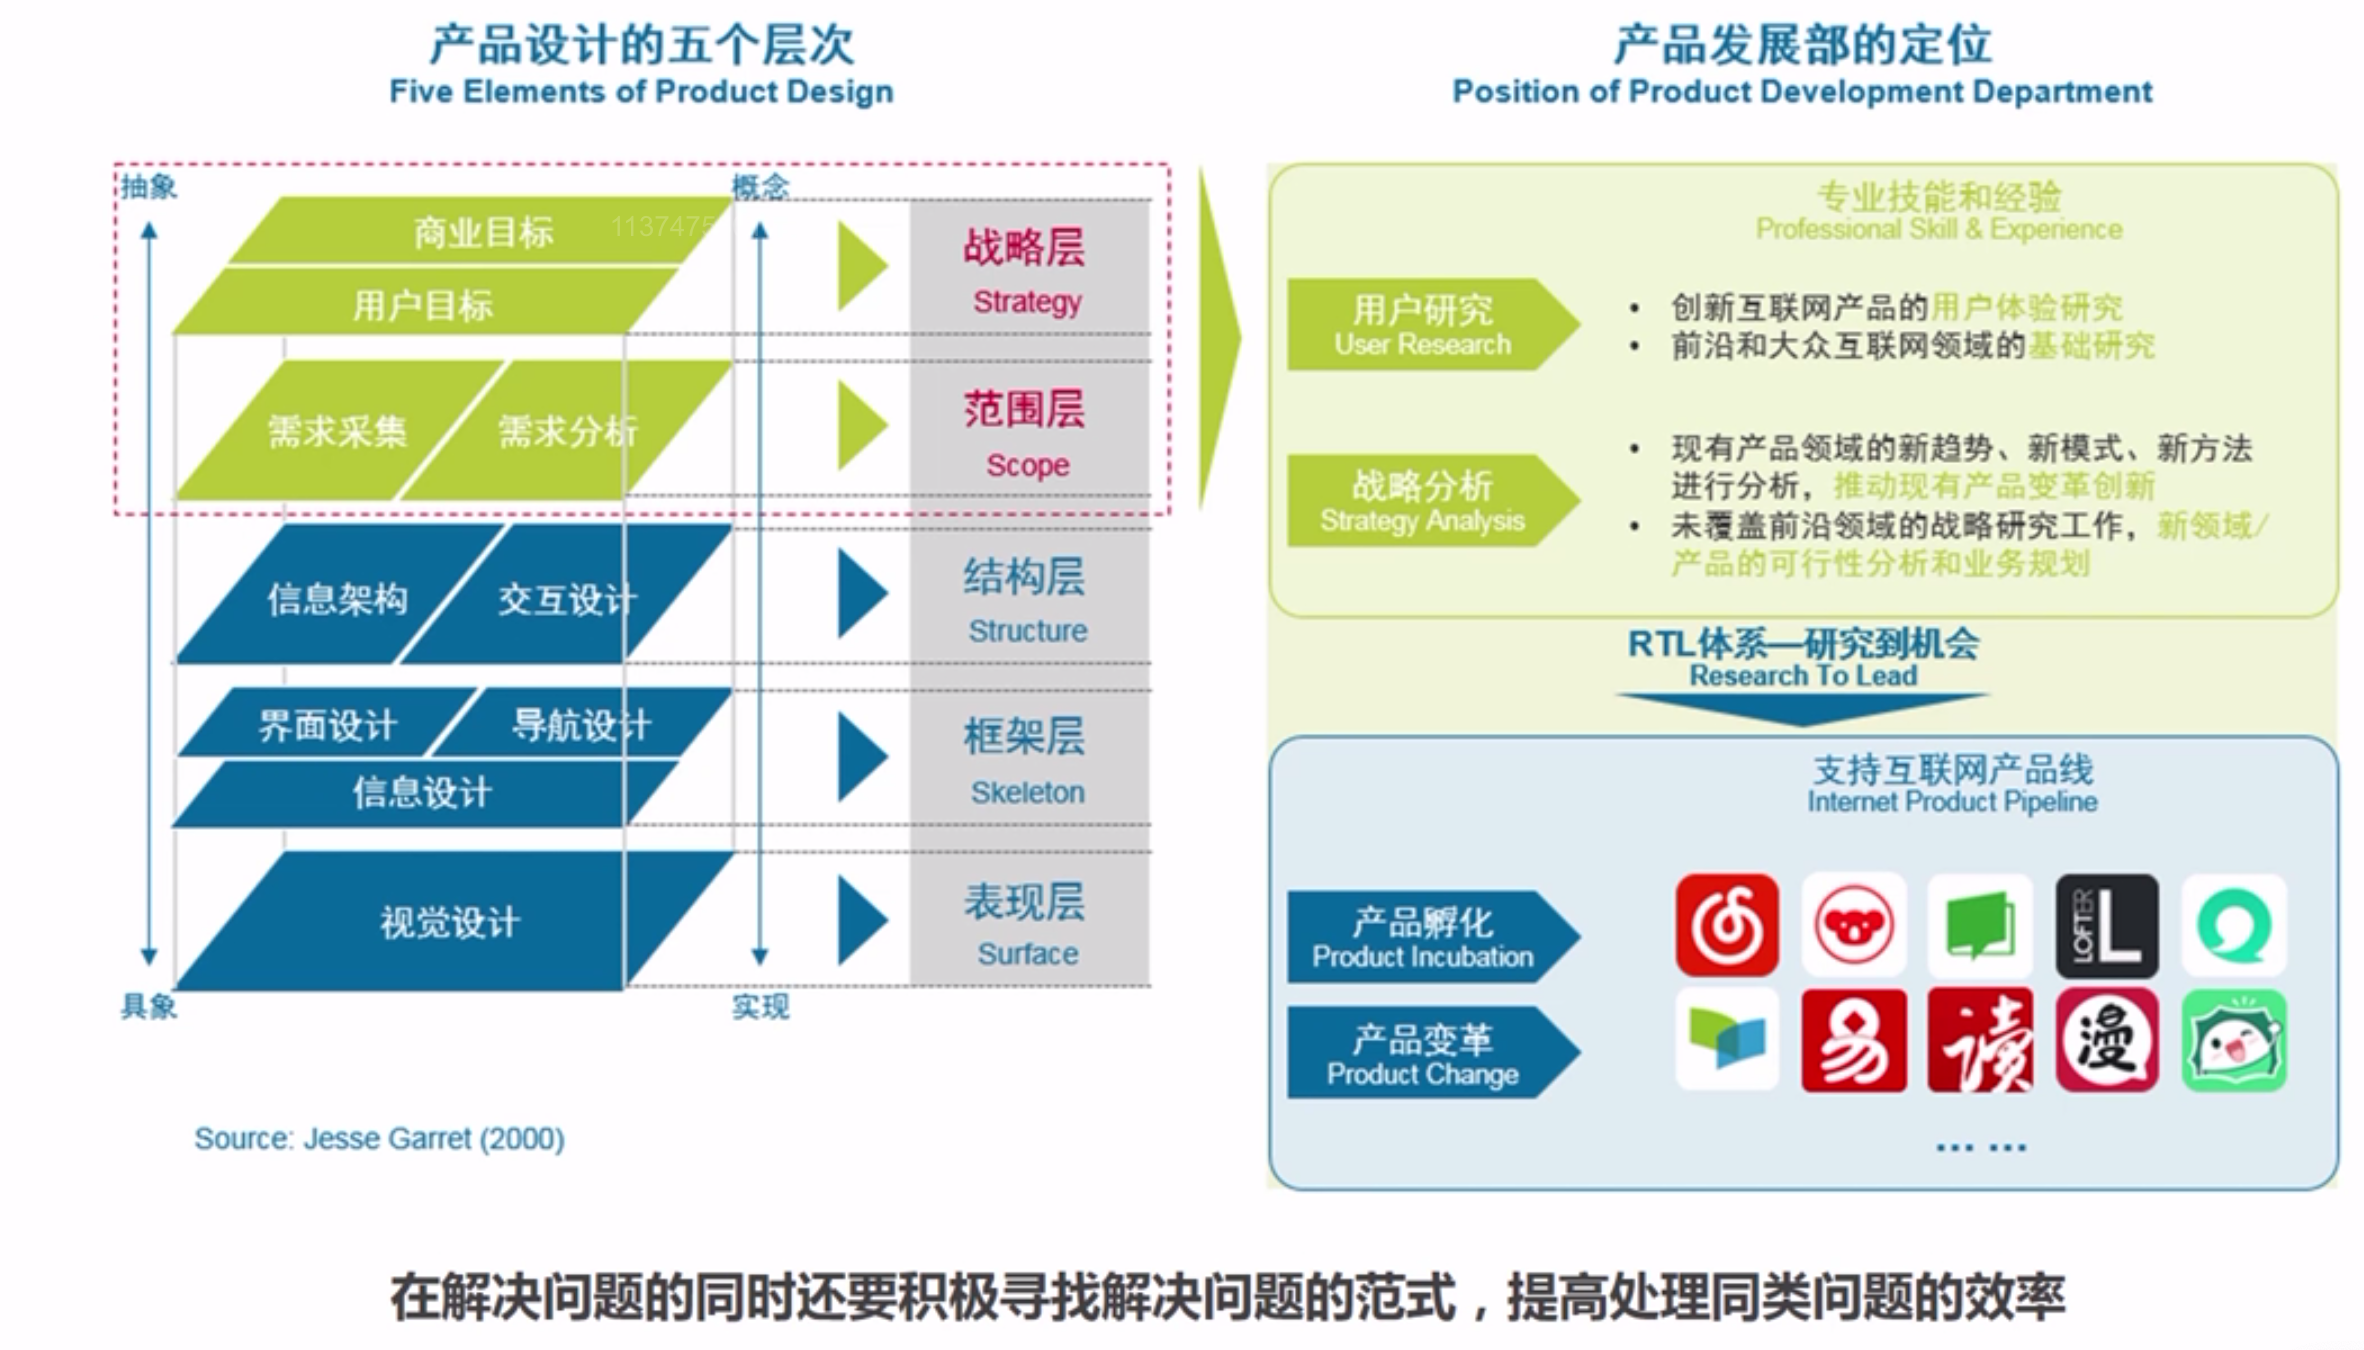 产品设计的五个层次
Five Elements of Product Design
抽象
概念
商业目标
1137475
用户目标
战略层
Strategy
需求采集
需求分析
范围层
Scope
信息架构
交互设计
结构层
Structure
界面设计
导航设计
信息设计
框架层
Skeleton
视觉设计
表现层
Surface
具象
实现
Source: Jesse Garret (2000)
产品发展部的定位
Position of Product Development Department
专业技能和经验
Professional Skill & Experience
用户研究
User Research
• 创新互联网产品的用户体验研究
• 前沿和大众互联网领域的基础研究
战略分析
Strategy Analysis
• 现有产品领域的新趋势、新模式、新方法
进行分析，推动现有产品变革创新
• 未覆盖前沿领域的战略研究工作，新领域/
产品的可行性分析和业务规划
RTL体系—研究到机会
Research To Lead
支持互联网产品线
Internet Product Pipeline
产品孵化
Product Incubation
LOFTER
L
产品变革
Product Change
易
读
漫
... ...
在解决问题的同时还要积极寻找解决问题的范式，提高处理同类问题的效率